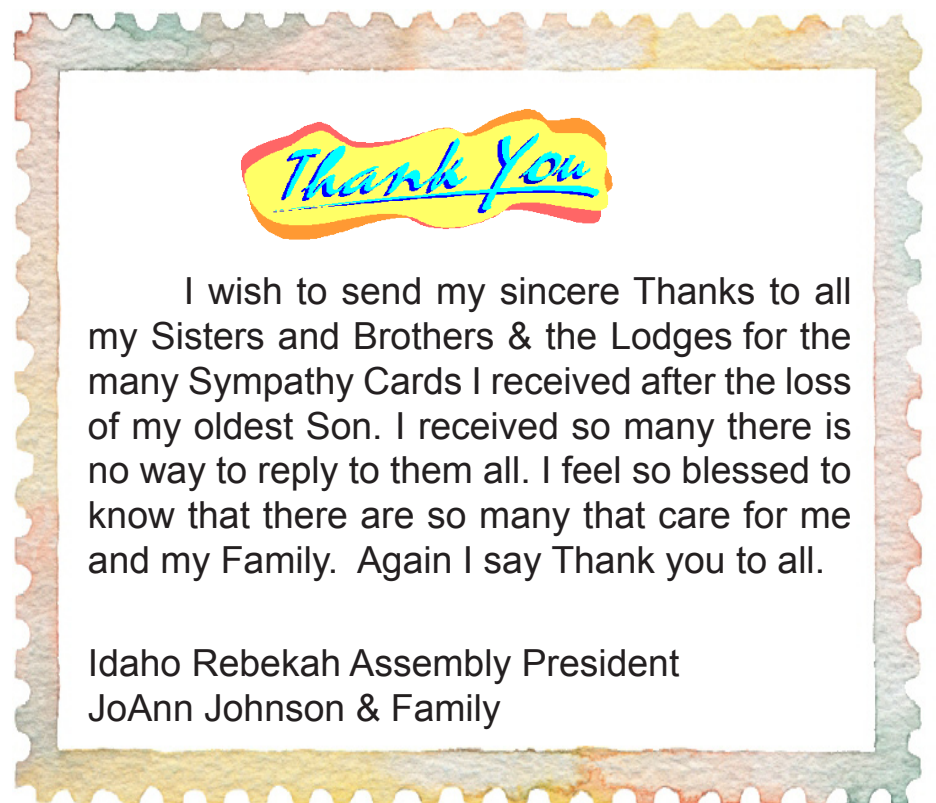 Thank You
I wish to send my sincere Thanks to all
my Sisters and Brothers & the Lodges for the
many Sympathy Cards I received after the loss
of my oldest Son. I received so many there is
no way to reply to them all. I feel so blessed to
know that there are so many that care for me
and my Family.  Again I say Thank you to all.
Idaho Rebekah Assembly President
JoAnn Johnson & Family